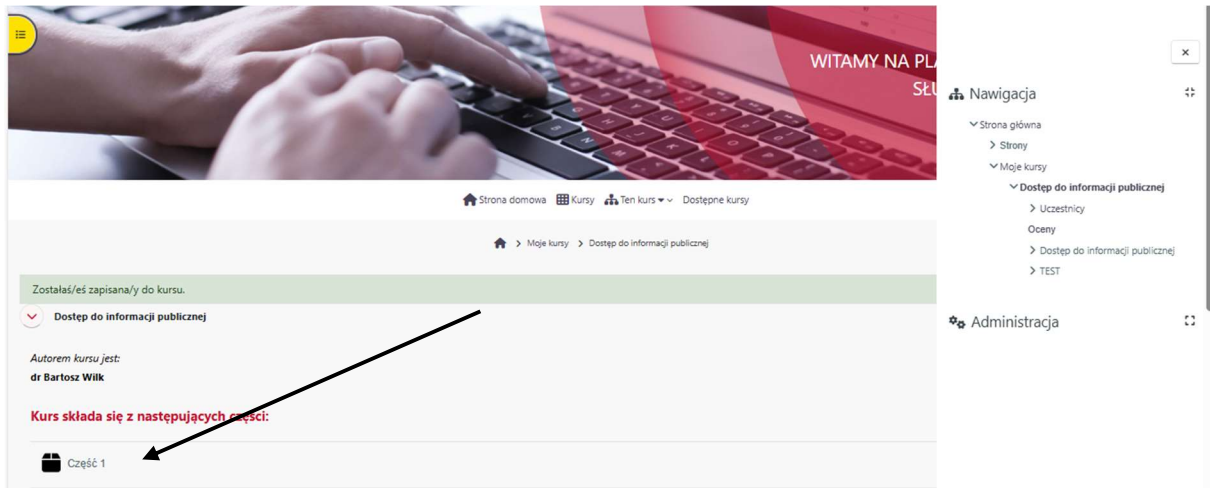 WITAMY NA PLA
SŁU
Strona domowa Kursy Ten kurs Dostępne kursy
Moje kursy > Dostęp do informacji publicznej
Zostałaś/eś zapisana/y do kursu.
Dostęp do informacji publicznej
Autorem kursu jest:
dr Bartosz Wilk
Kurs składa się z następujących części:
Część 1
Nawigacja
Strona główna
Strony
Moje kursy
Dostęp do informacji publicznej
Uczestnicy
Oceny
Dostęp do informacji publicznej
TEST
Administracja